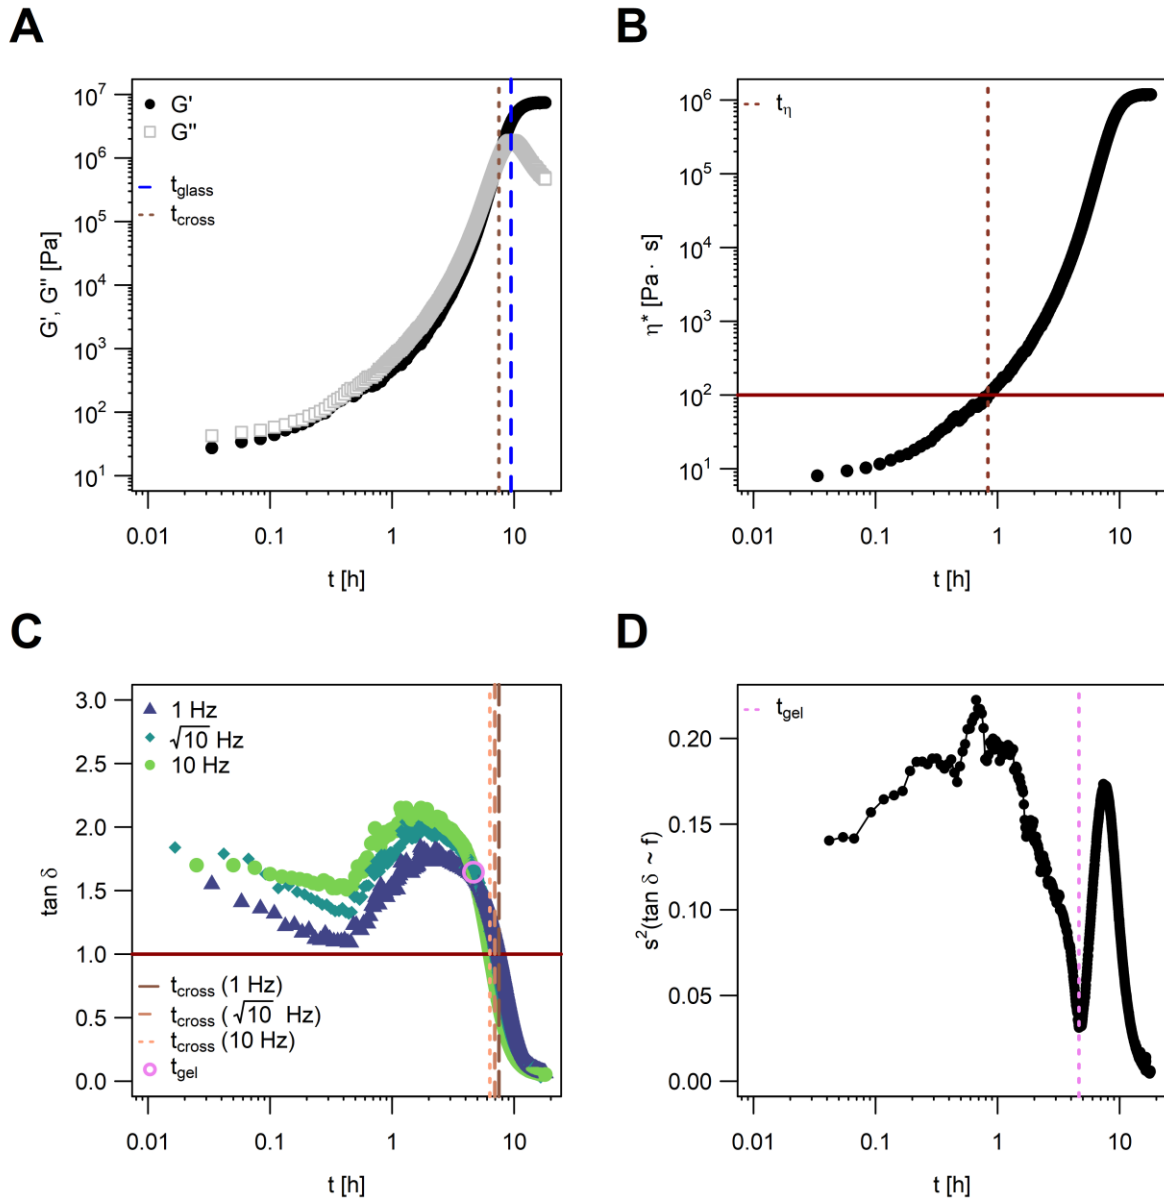 A
G'
G''
t_glass
t_cross
G', G'' [Pa]
10^7
10^6
10^5
10^4
10^3
10^2
10^1
0.01 0.1 1 10
t [h]
B
t_η
η* [Pa · s]
10^6
10^5
10^4
10^3
10^2
10^1
0.01 0.1 1 10
t [h]
C
1 Hz
√10 Hz
10 Hz
tan δ
3.0
2.5
2.0
1.5
1.0
0.5
0.0
t_cross (1 Hz)
t_cross (√10 Hz)
t_cross (10 Hz)
t_gel
0.01 0.1 1 10
t [h]
D
t_gel
s²(tan δ ~ f)
0.20
0.15
0.10
0.05
0.00
0.01 0.1 1 10
t [h]